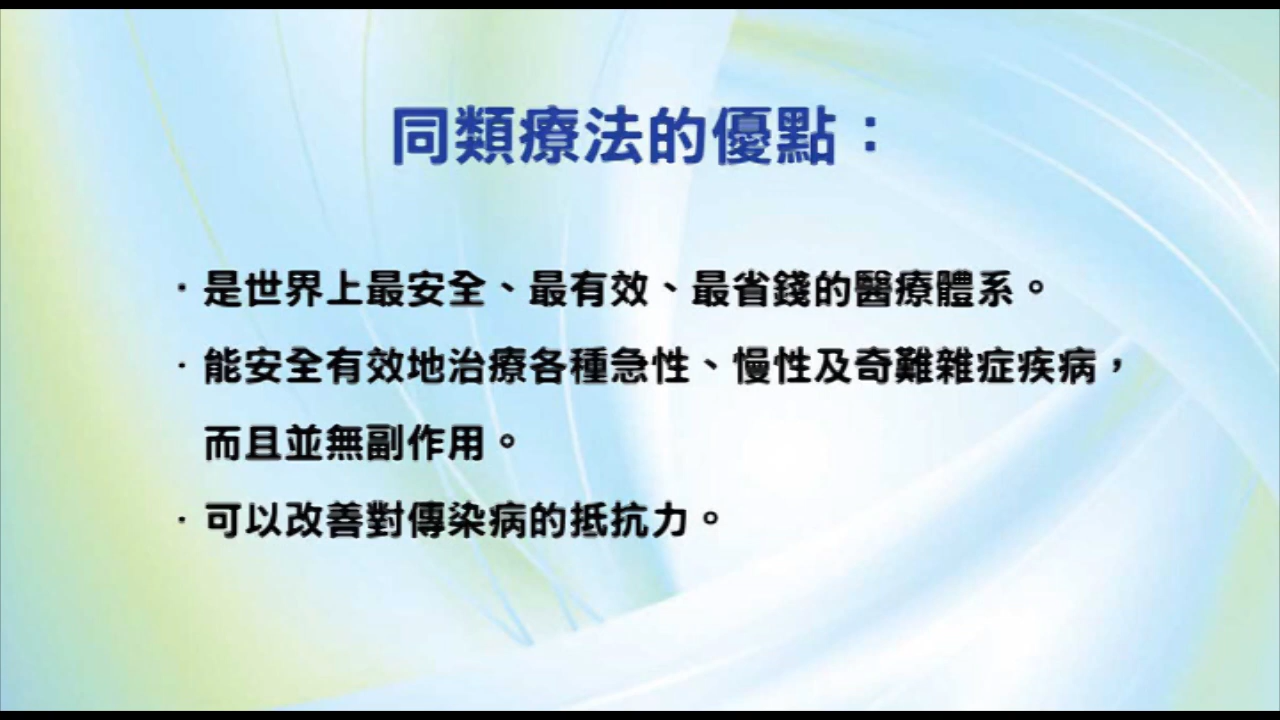 同類療法的優點：
·是世界上最安全、最有效、最省錢的醫療體系。
·能安全有效地治療各種急性、慢性及奇難雜症疾病，
而且並無副作用。
·可以改善對傳染病的抵抗力。